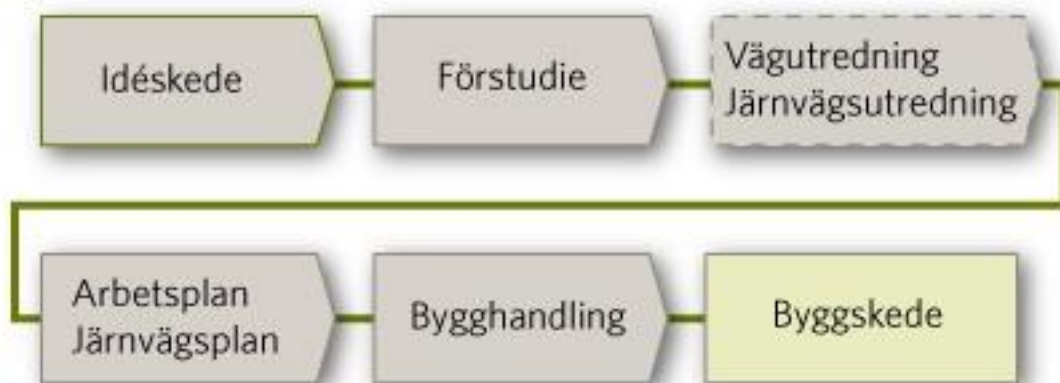 Idéskede
Förstudie
Vägutredning
Järnvägsutredning
Arbetsplan
Järnvägsplan
Bygghandling
Byggskede